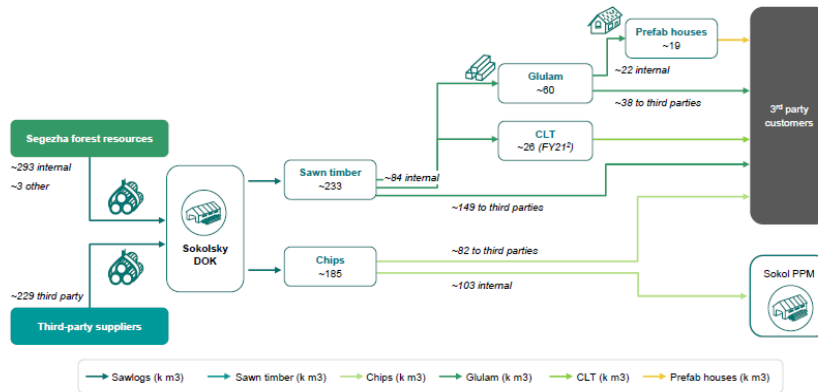 Prefab houses
~19
~22 internal
Glulam
~60
~38 to third parties
3rd party
customers
Segezha forest resources
CLT
~26 (FY21²)
~293 internal
~3 other
Sawn timber
~233
~84 internal
~149 to third parties
Sokolsky
DOK
Chips
~185
~82 to third parties
~103 internal
Sokol PPM
~229 third party
Third-party suppliers
Sawlogs (k m3)
Sawn timber (k m3)
Chips (k m3)
Glulam (k m3)
CLT (k m3)
Prefab houses (k m3)